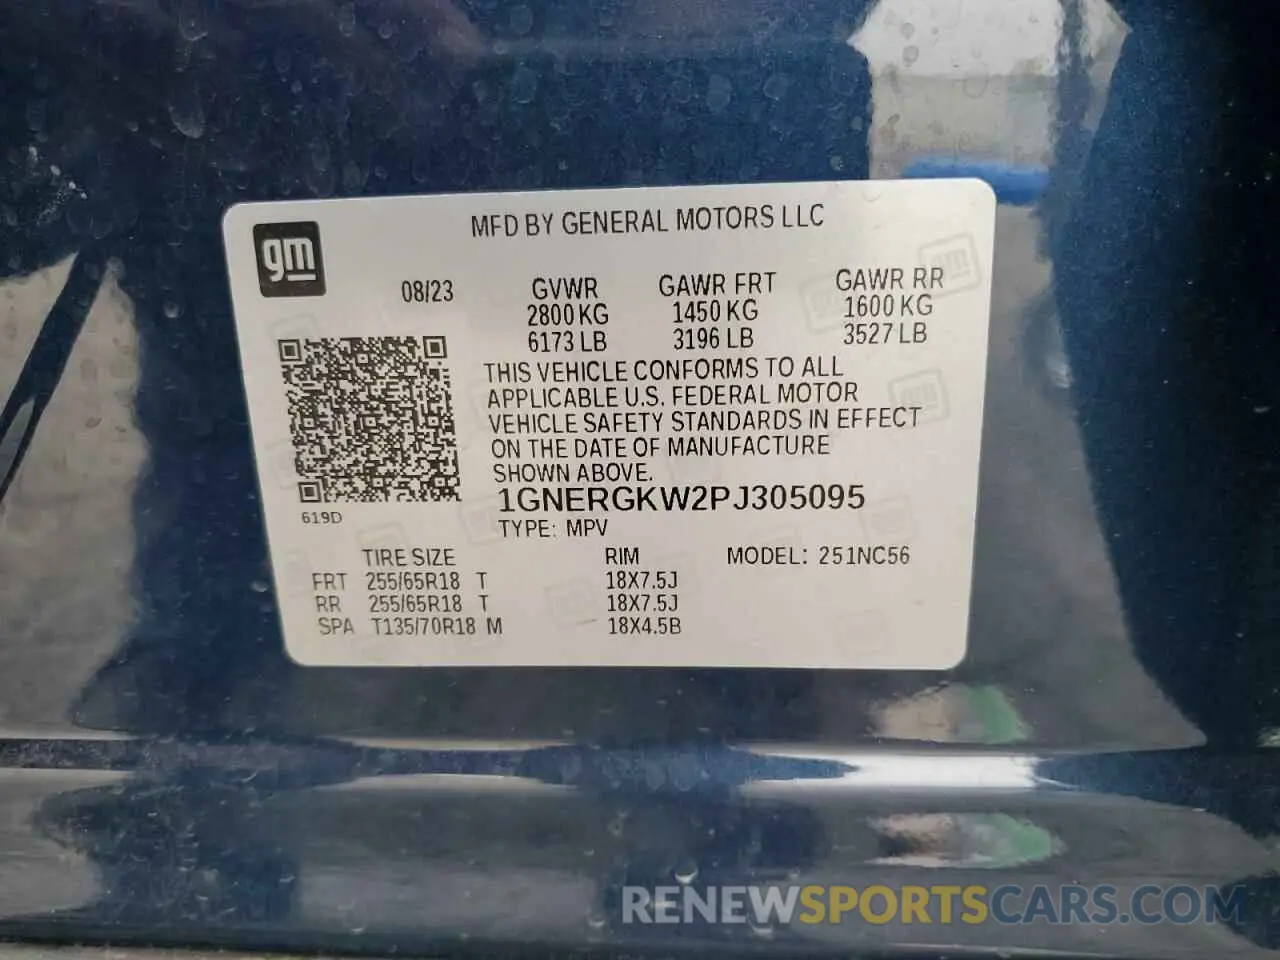 gm
MFD BY GENERAL MOTORS LLC
08/23 GVWR GAWR FRT GAWR RR
2800 KG 1450 KG 1600 KG
6173 LB 3196 LB 3527 LB
THIS VEHICLE CONFORMS TO ALL
APPLICABLE U.S. FEDERAL MOTOR
VEHICLE SAFETY STANDARDS IN EFFECT
ON THE DATE OF MANUFACTURE
SHOWN ABOVE.
1GNERGKW2PJ305095
619D
TYPE: MPV
TIRE SIZE RIM MODEL: 251NC56
FRT 255/65R18 T 18X7.5J
RR 255/65R18 T 18X7.5J
SPA T135/70R18 M 18X4.5B
RENEWSPORTSCARS.COM